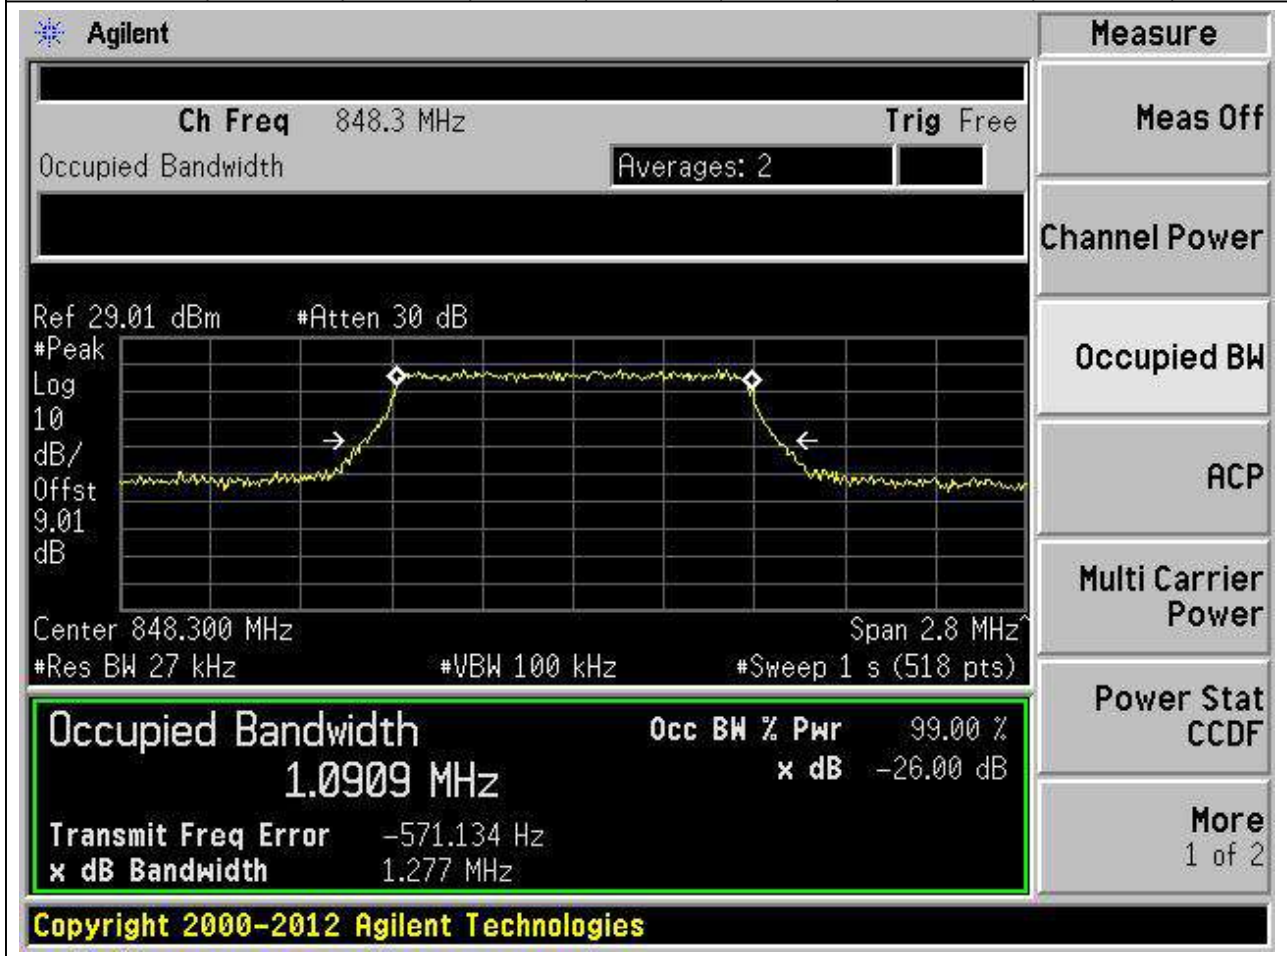 Agilent
Measure
Ch Freq 848.3 MHz Trig Free
Occupied Bandwidth Averages: 2
Meas Off
Channel Power
Occupied BW
ACP
Multi Carrier
Power
Power Stat
CCDF
More
1 of 2
Ref 29.01 dBm #Atten 30 dB
#Peak
Log
10
dB/
Offst
9.01
dB
Center 848.300 MHz Span 2.8 MHz^
#Res BW 27 kHz #VBW 100 kHz #Sweep 1 s (518 pts)
Occupied Bandwidth Occ BW % Pwr 99.00 %
1.0909 MHz x dB -26.00 dB
Transmit Freq Error -571.134 Hz
x dB Bandwidth 1.277 MHz
Copyright 2000-2012 Agilent Technologies